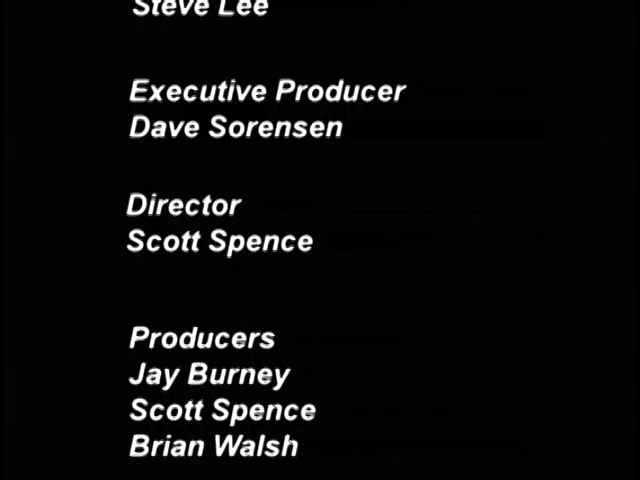 Steve Lee
Executive Producer
Dave Sorensen
Director
Scott Spence
Producers
Jay Burney
Scott Spence
Brian Walsh